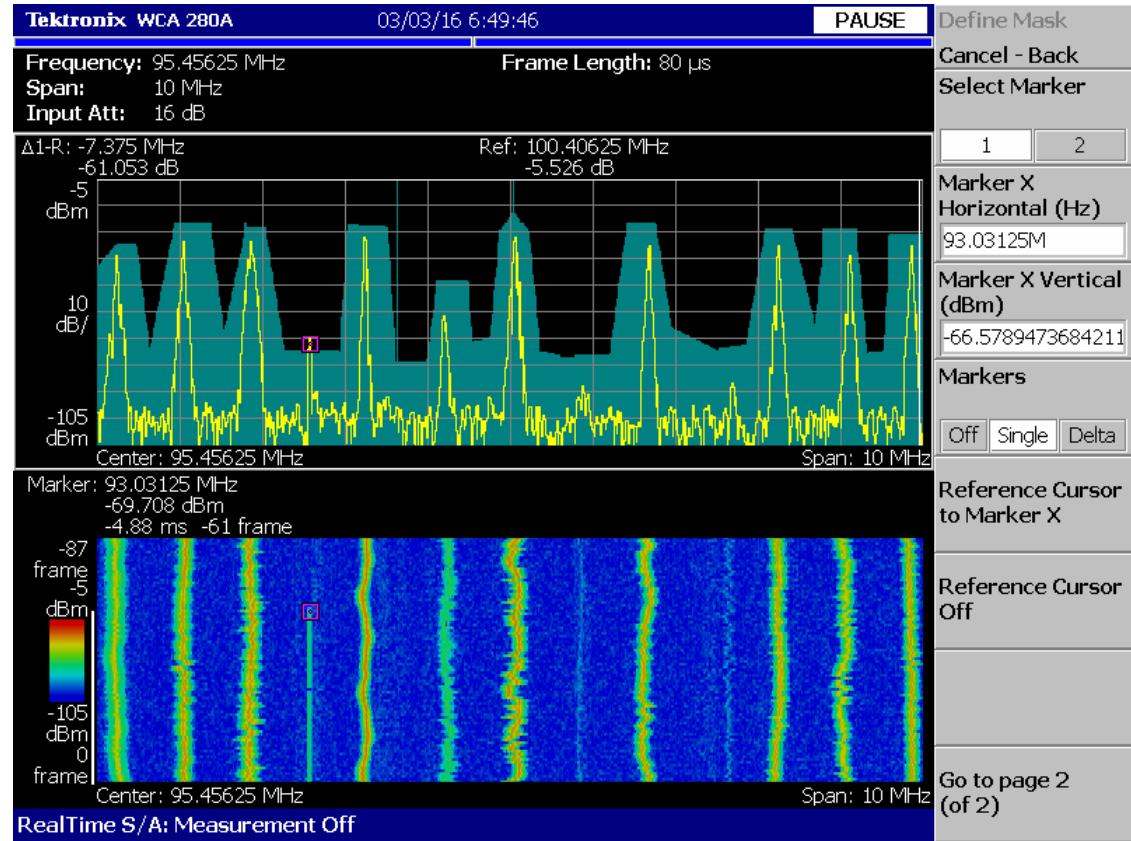 Tektronix WCA 280A 03/03/16 6:49:46 PAUSE
Frequency: 95.45625 MHz Frame Length: 80 µs
Span: 10 MHz
Input Att: 16 dB
Δ1-R: -7.375 MHz Ref: 100.40625 MHz
-61.053 dB -5.526 dB
-5
dBm
10
dB/
-105
dBm
Center: 95.45625 MHz Span: 10 MHz
Marker: 93.03125 MHz
-69.708 dBm
-4.88 ms -61 frame
-87
frame
-5
dBm
-105
dBm
0
frame
Center: 95.45625 MHz Span: 10 MHz
RealTime S/A: Measurement Off
Define Mask
Cancel - Back
Select Marker
1 2
Marker X
Horizontal (Hz)
93.03125M
Marker X Vertical
(dBm)
-66.5789473684211
Markers
Off Single Delta
Reference Cursor
to Marker X
Reference Cursor
Off
Go to page 2
(of 2)